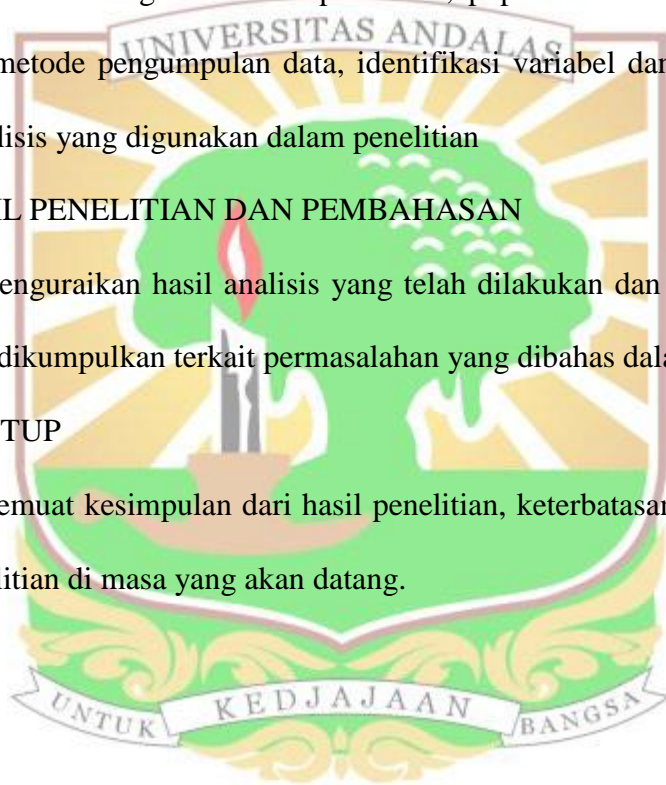 UNIVERSITAS ANDALAS
metode pengumpulan data, identifikasi variabel dan
lisis yang digunakan dalam penelitian
IL PENELITIAN DAN PEMBAHASAN
enguraikan hasil analisis yang telah dilakukan dan
dikumpulkan terkait permasalahan yang dibahas dala
TUP
emuat kesimpulan dari hasil penelitian, keterbatasan
litian di masa yang akan datang.
UNTUK KEDJAJAAN BANGSA